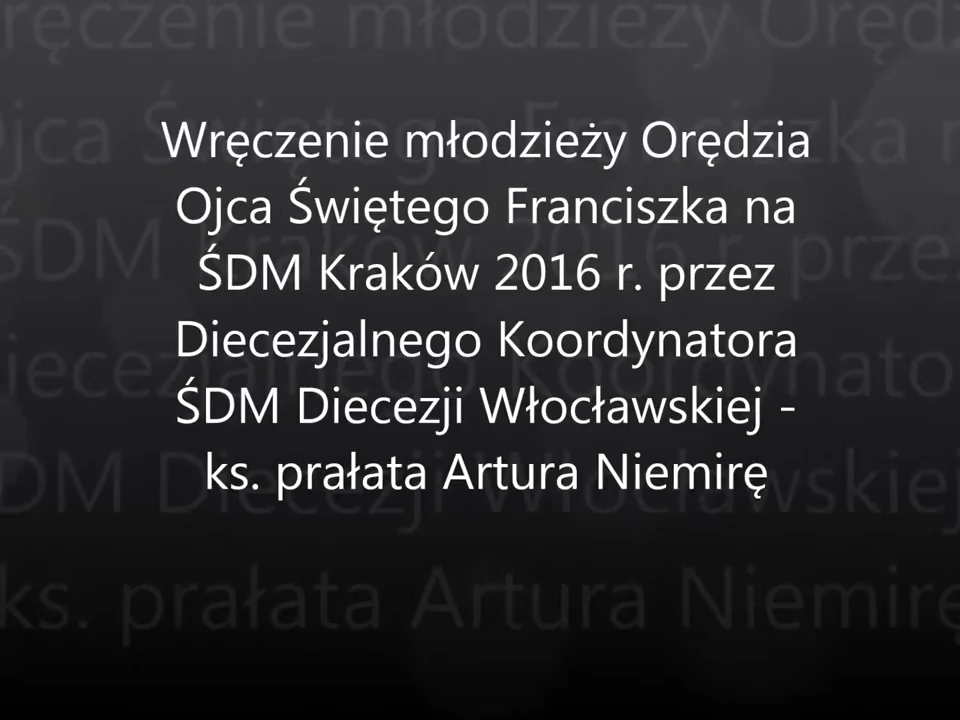 Wręczenie młodzieży Orędzia
Ojca Świętego Franciszka na
ŚDM Kraków 2016 r. przez
Diecezjalnego Koordynatora
ŚDM Diecezji Włocławskiej -
ks. prałata Artura Niemirę